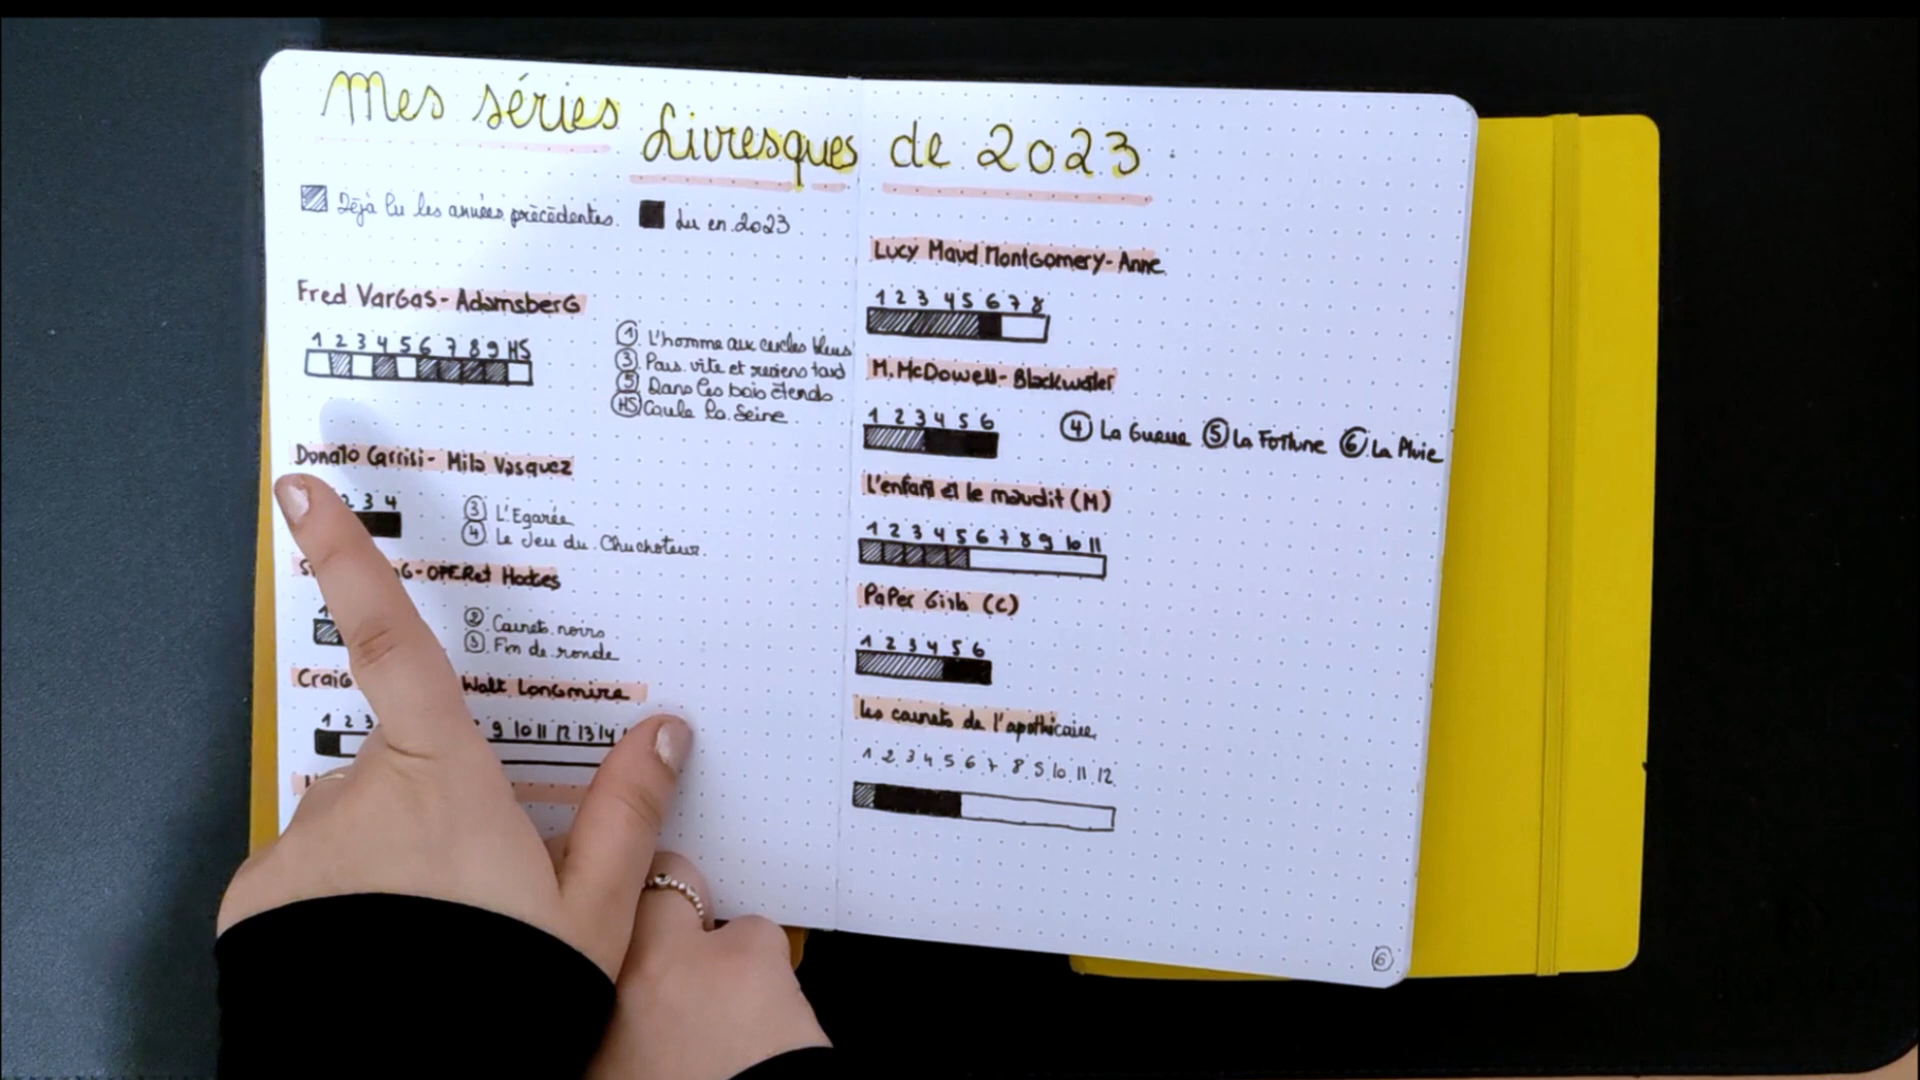 Mes séries Livresques de 2023
Déjà lu les années précédentes. lu en 2023
Fred Vargas - Adamsberg
1 2 3 4 5 6 7 8 9 HS
① L'homme aux cercles bleus
③ Pars vite et reviens tard
⑤ Dans les bois éternels
HS Coule la Seine
Donato Carrisi - Mila Vasquez
2 3 4
③ L'Egarée
④ Le Jeu du Chuchoteur
Hodges
1
② Carnets noirs
③ Fin de ronde
Craig Walt Longmire
1 2 3 9 10 11 12 13 14
Lucy Maud Montgomery - Anne
1 2 3 4 5 6 7 8
M. McDowell - Blackwater
1 2 3 4 5 6
④ La Guerre ⑤ La Fortune ⑥ La Pluie
L'enfant et le maudit (M)
1 2 3 4 5 6 7 8 9 10 11
Paper Girls (C)
1 2 3 4 5 6
les carnets de l'apothicaire
1 2 3 4 5 6 7 8 9 10 11 12
6